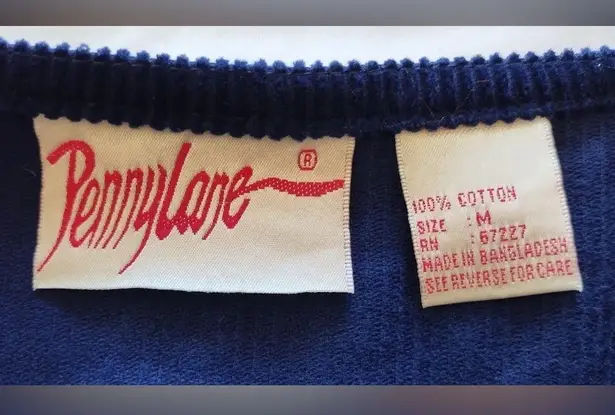 PennyLane ®
100% COTTON
SIZE : M
RN : 67227
MADE IN BANGLADESH
SEE REVERSE FOR CARE